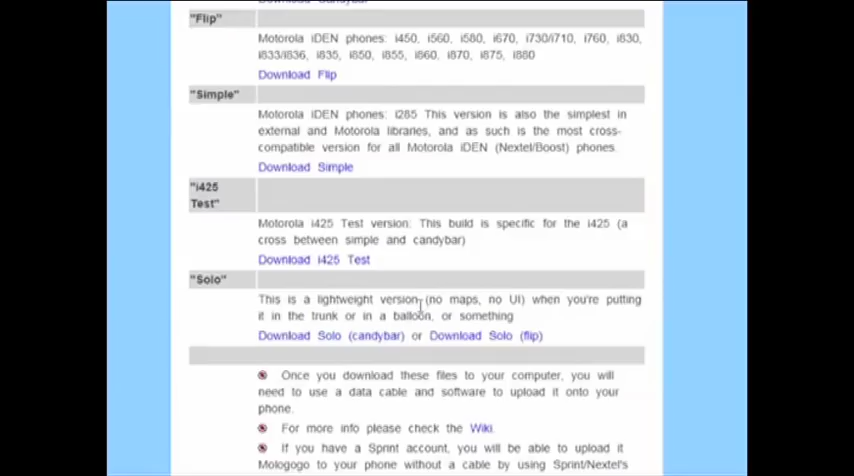 Download Candybar
"Flip"
Motorola iDEN phones: i450, i560, i580, i670, i730/i710, i760, i830,
i833/i836, i835, i850, i855, i860, i870, i875, i880
Download Flip
"Simple"
Motorola iDEN phones: i285 This version is also the simplest in
external and Motorola libraries, and as such is the most cross-
compatible version for all Motorola iDEN (Nextel/Boost) phones.
Download Simple
"i425
Test"
Motorola i425 Test version: This build is specific for the i425 (a
cross between simple and candybar)
Download i425 Test
"Solo"
This is a lightweight version (no maps, no UI) when you're putting
it in the trunk or in a balloon, or something
Download Solo (candybar) or Download Solo (flip)
Once you download these files to your computer, you will
need to use a data cable and software to upload it onto your
phone.
For more info please check the Wiki.
If you have a Sprint account, you will be able to upload it
Mologogo to your phone without a cable by using Sprint/Nextel's